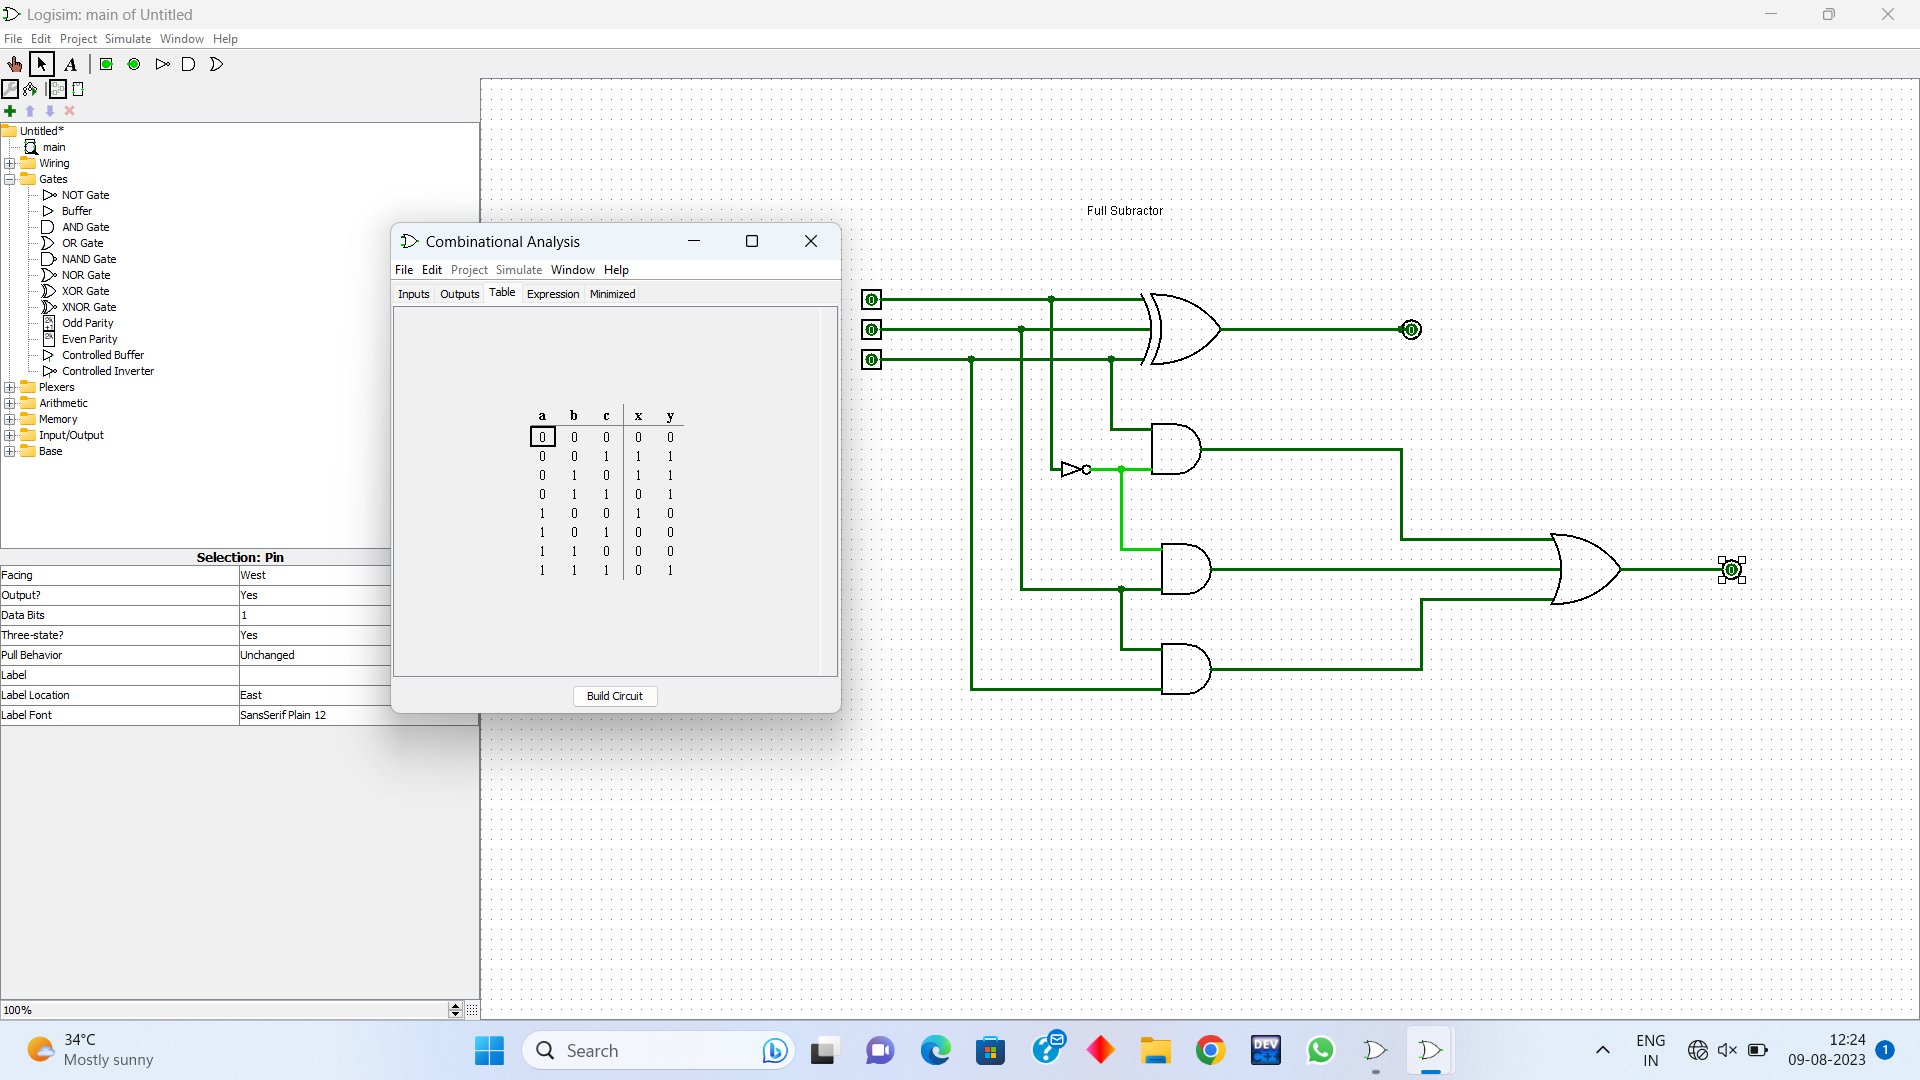 Logisim: main of Untitled
File Edit Project Simulate Window Help
A
Untitled*
main
Wiring
Gates
NOT Gate
Buffer
AND Gate
OR Gate
NAND Gate
NOR Gate
XOR Gate
XNOR Gate
Odd Parity
Even Parity
Controlled Buffer
Controlled Inverter
Plexers
Arithmetic
Memory
Input/Output
Base
Selection: Pin
Facing West
Output? Yes
Data Bits 1
Three-state? Yes
Pull Behavior Unchanged
Label
Label Location East
Label Font SansSerif Plain 12
100%
Combinational Analysis
File Edit Project Simulate Window Help
Inputs Outputs Table Expression Minimized
a b c x y
0 0 0 0 0
0 0 1 1 1
0 1 0 1 1
0 1 1 0 1
1 0 0 1 0
1 0 1 0 0
1 1 0 0 0
1 1 1 0 1
Build Circuit
Full Subractor
0
0
0
0
0
34°C
Mostly sunny
Search
DEV
C++
ENG
IN
12:24
09-08-2023
1